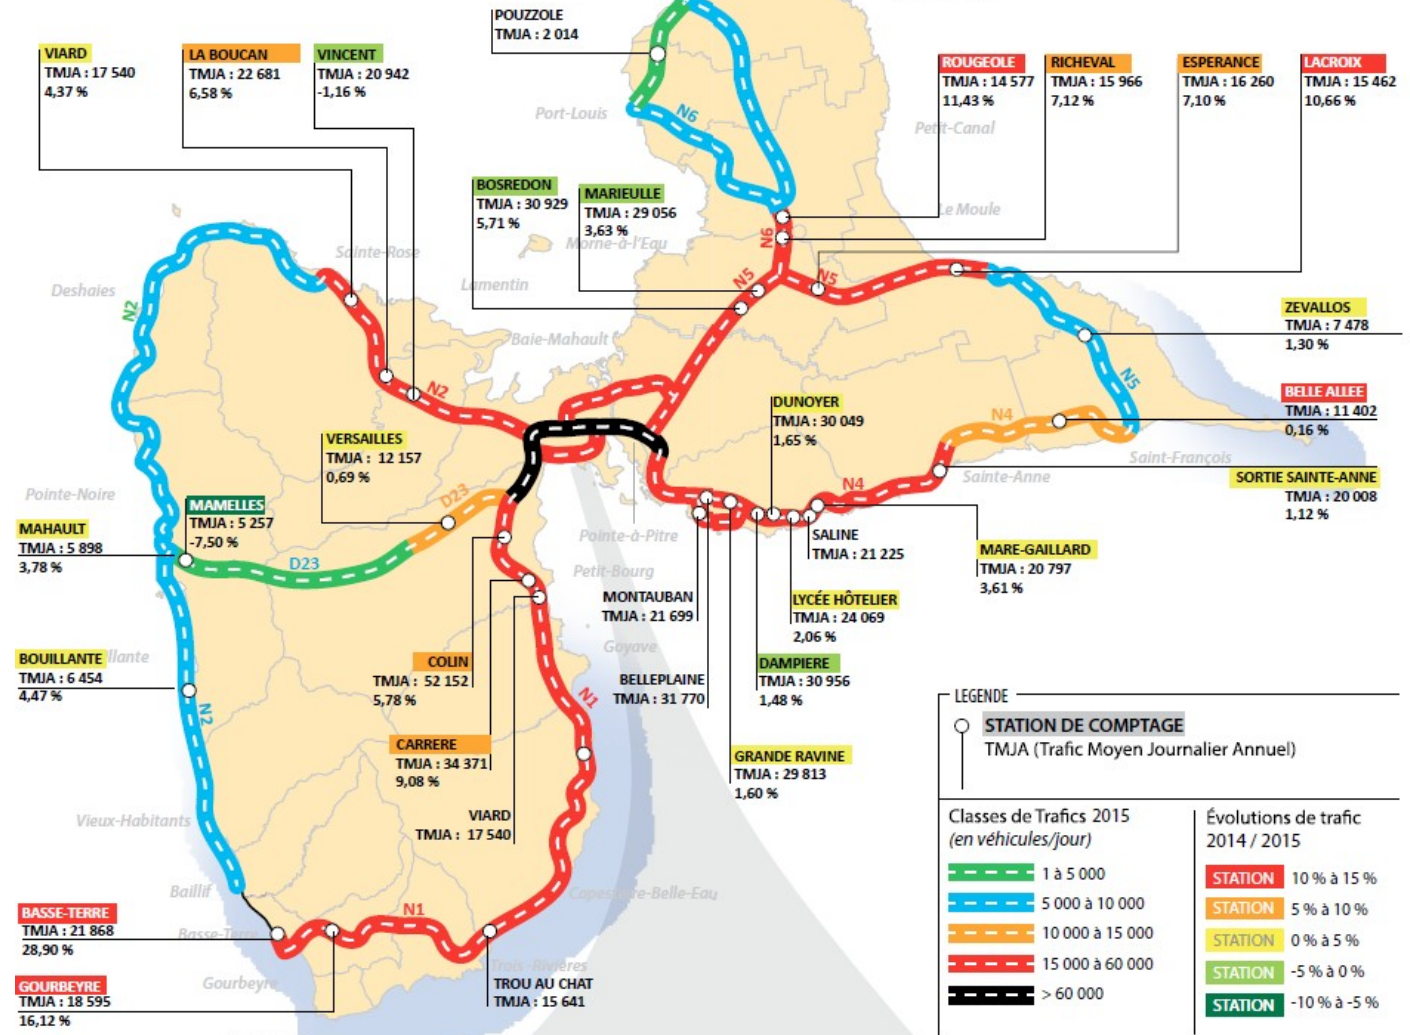 POUZZOLE
TMJA : 2 014
VIARD
TMJA : 17 540
4,37 %
LA BOUCAN
TMJA : 22 681
6,58 %
VINCENT
TMJA : 20 942
-1,16 %
ROUGEOLE
TMJA : 14 577
11,43 %
RICHEVAL
TMJA : 15 966
7,12 %
ESPERANCE
TMJA : 16 260
7,10 %
LACROIX
TMJA : 15 462
10,66 %
Port-Louis
N6
Petit-Canal
BOSREDON
TMJA : 30 929
5,71 %
MARIEULLE
TMJA : 29 056
3,63 %
Le Moule
N6
Morne-à-l'Eau
Sainte-Rose
Lamentin
Deshaies
N2
N5
N5
ZEVALLOS
TMJA : 7 478
1,30 %
Baie-Mahault
N2
N5
BELLE ALLEE
TMJA : 11 402
0,16 %
DUNOYER
TMJA : 30 049
1,65 %
N4
VERSAILLES
TMJA : 12 157
0,69 %
Saint-François
Sainte-Anne
SORTIE SAINTE-ANNE
TMJA : 20 008
1,12 %
N4
D23
Pointe-Noire
MAMELLES
TMJA : 5 257
-7,50 %
MAHAULT
TMJA : 5 898
3,78 %
D23
Pointe-à-Pitre
SALINE
TMJA : 21 225
MARE-GAILLARD
TMJA : 20 797
3,61 %
Petit-Bourg
MONTAUBAN
TMJA : 21 699
LYCÉE HÔTELIER
TMJA : 24 069
2,06 %
Goyave
BOUILLANTE
llante
TMJA : 6 454
4,47 %
COLIN
TMJA : 52 152
5,78 %
BELLEPLAINE
TMJA : 31 770
DAMPIERE
TMJA : 30 956
1,48 %
N2
N1
CARRERE
TMJA : 34 371
9,08 %
GRANDE RAVINE
TMJA : 29 813
1,60 %
VIARD
TMJA : 17 540
Vieux-Habitants
Baillif
Capesterre-Belle-Eau
BASSE-TERRE
TMJA : 21 868
28,90 %
N1
Basse-Terre
Gourbeyre
Trois -Rivières
TROU AU CHAT
TMJA : 15 641
GOURBEYRE
TMJA : 18 595
16,12 %
LEGENDE
STATION DE COMPTAGE
TMJA (Trafic Moyen Journalier Annuel)
Classes de Trafics 2015
(en véhicules/jour)
1 à 5 000
5 000 à 10 000
10 000 à 15 000
15 000 à 60 000
> 60 000
Évolutions de trafic
2014 / 2015
STATION 10 % à 15 %
STATION 5 % à 10 %
STATION 0 % à 5 %
STATION -5 % à 0 %
STATION -10 % à -5 %